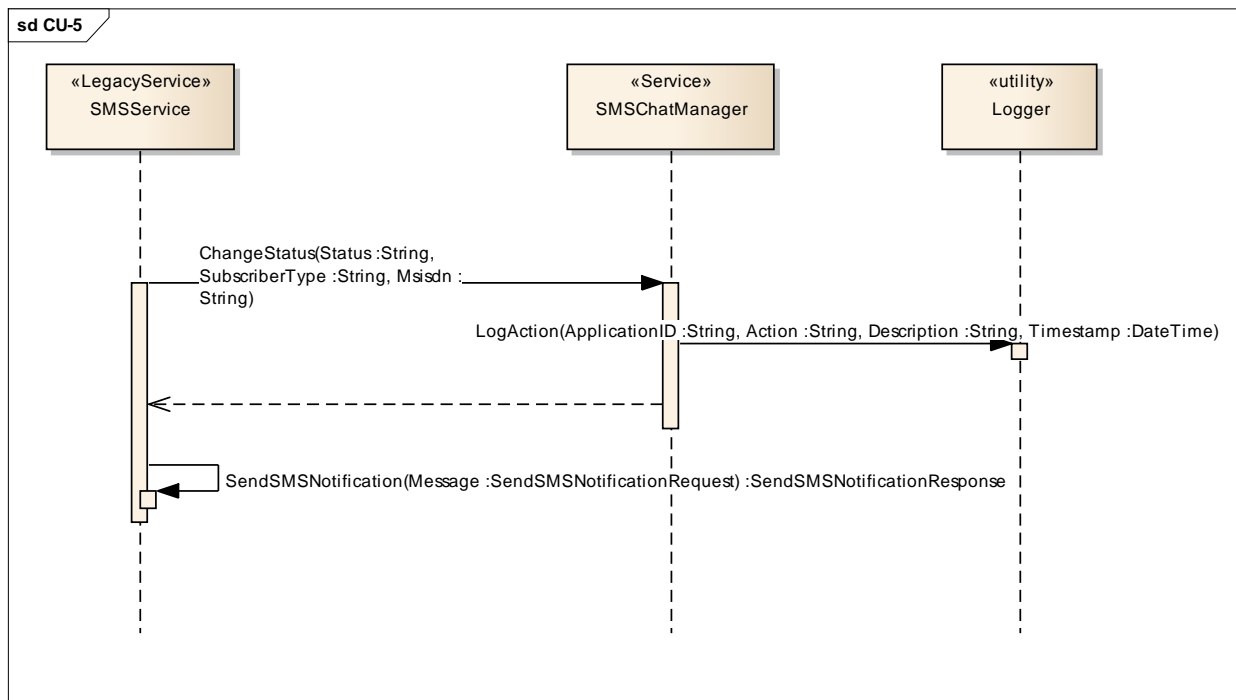 sd CU-5
«LegacyService»
SMSService
«Service»
SMSChatManager
«utility»
Logger
ChangeStatus(Status :String,
SubscriberType :String, Msisdn :
String)
LogAction(ApplicationID :String, Action :String, Description :String, Timestamp :DateTime)
SendSMSNotification(Message :SendSMSNotificationRequest) :SendSMSNotificationResponse